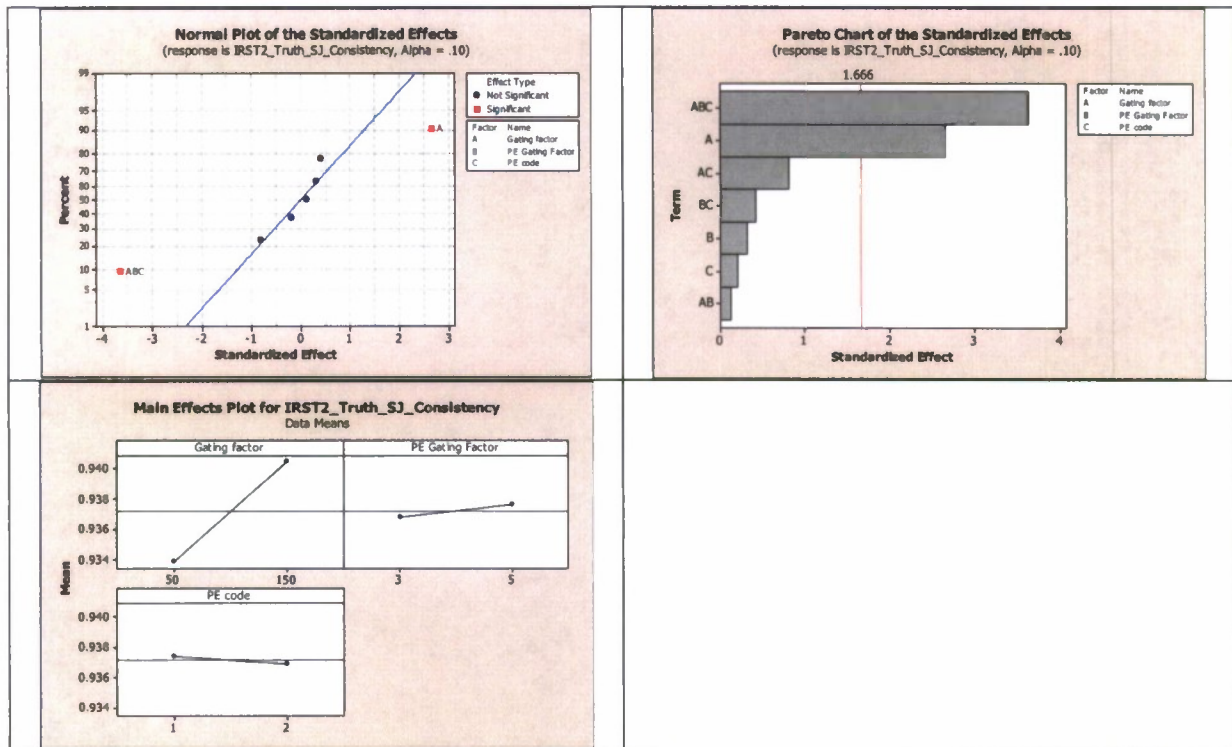 Normal Plot of the Standardized Effects
(response is IRST2_Truth_SJ_Consistency, Alpha = .10)
99
95
90
80
70
60
50
40
30
20
10
5
1
Percent
A
ABC
-4 -3 -2 -1 0 1 2 3
Standardized Effect
Effect Type
Not Significant
Significant
Factor Name
A Gating factor
B PE Gating Factor
C PE code
Pareto Chart of the Standardized Effects
(response is IRST2_Truth_SJ_Consistency, Alpha = .10)
1.666
Term
ABC
A
AC
BC
B
C
AB
0 1 2 3 4
Standardized Effect
Factor Name
A Gating factor
B PE Gating Factor
C PE code
Main Effects Plot for IRST2_Truth_SJ_Consistency
Data Means
Gating factor PE Gating Factor
0.940
0.938
0.936
0.934
50 150 3 5
Mean
PE code
0.940
0.938
0.936
0.934
1 2